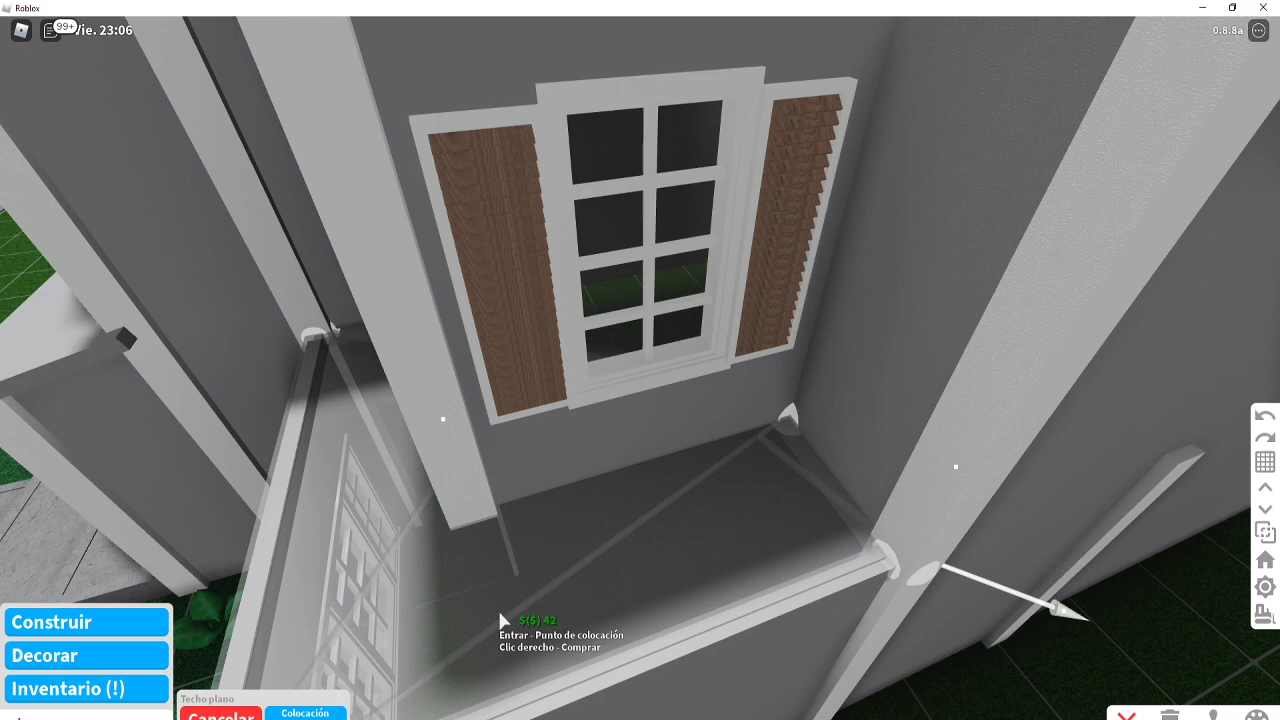 Roblox
99+
Vie. 23:06
0.8.8a
$($) 42
Entrar - Punto de colocación
Clic derecho - Comprar
Construir
Decorar
Inventario (!)
Techo plano
Cancelar
Colocación